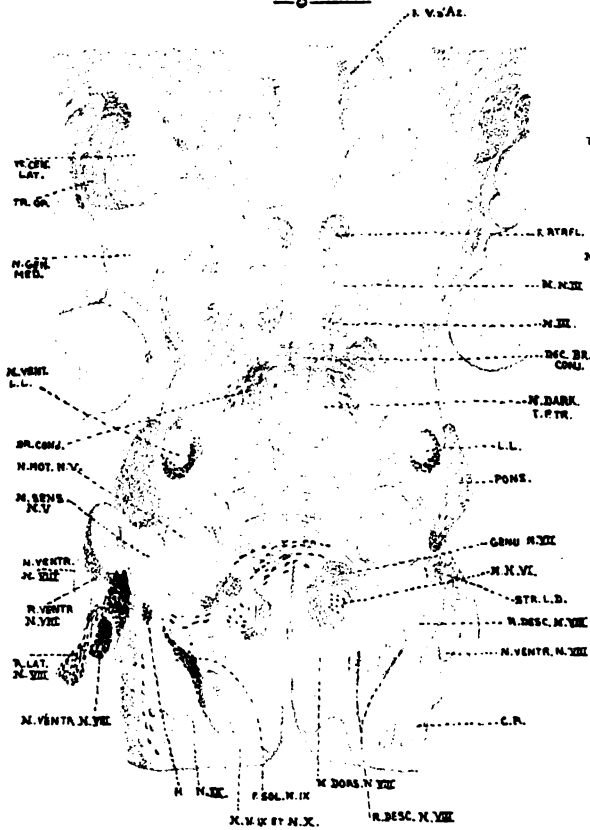 F. V. D'AZ.
TR. GEN.
LAT.
TR. OP.
F. RTRFL.
N. GEN.
MED.
N. N. III
N. III.
DEC. BR.
CONJ.
N. VENT.
L. L.
N. DARK.
T. P. TR.
BR. CONJ.
L. L.
N. MOT. N. V.
PONS.
N. SENS.
N. V
GENU N. VII
N. VENTR.
N. VIII
N. N. VI.
R. VENTR
N. VIII
STR. L. D.
R. DESC. N. VIII
R. LAT.
N. VIII
N. VENTR. N. VIII
N. VENTR N. VIII
C. R.
N
N. IX.
F. SOL. N. IX
N. DORS. N. VIII
N. N. IX ET N. X.
R. DESC. N. VIII